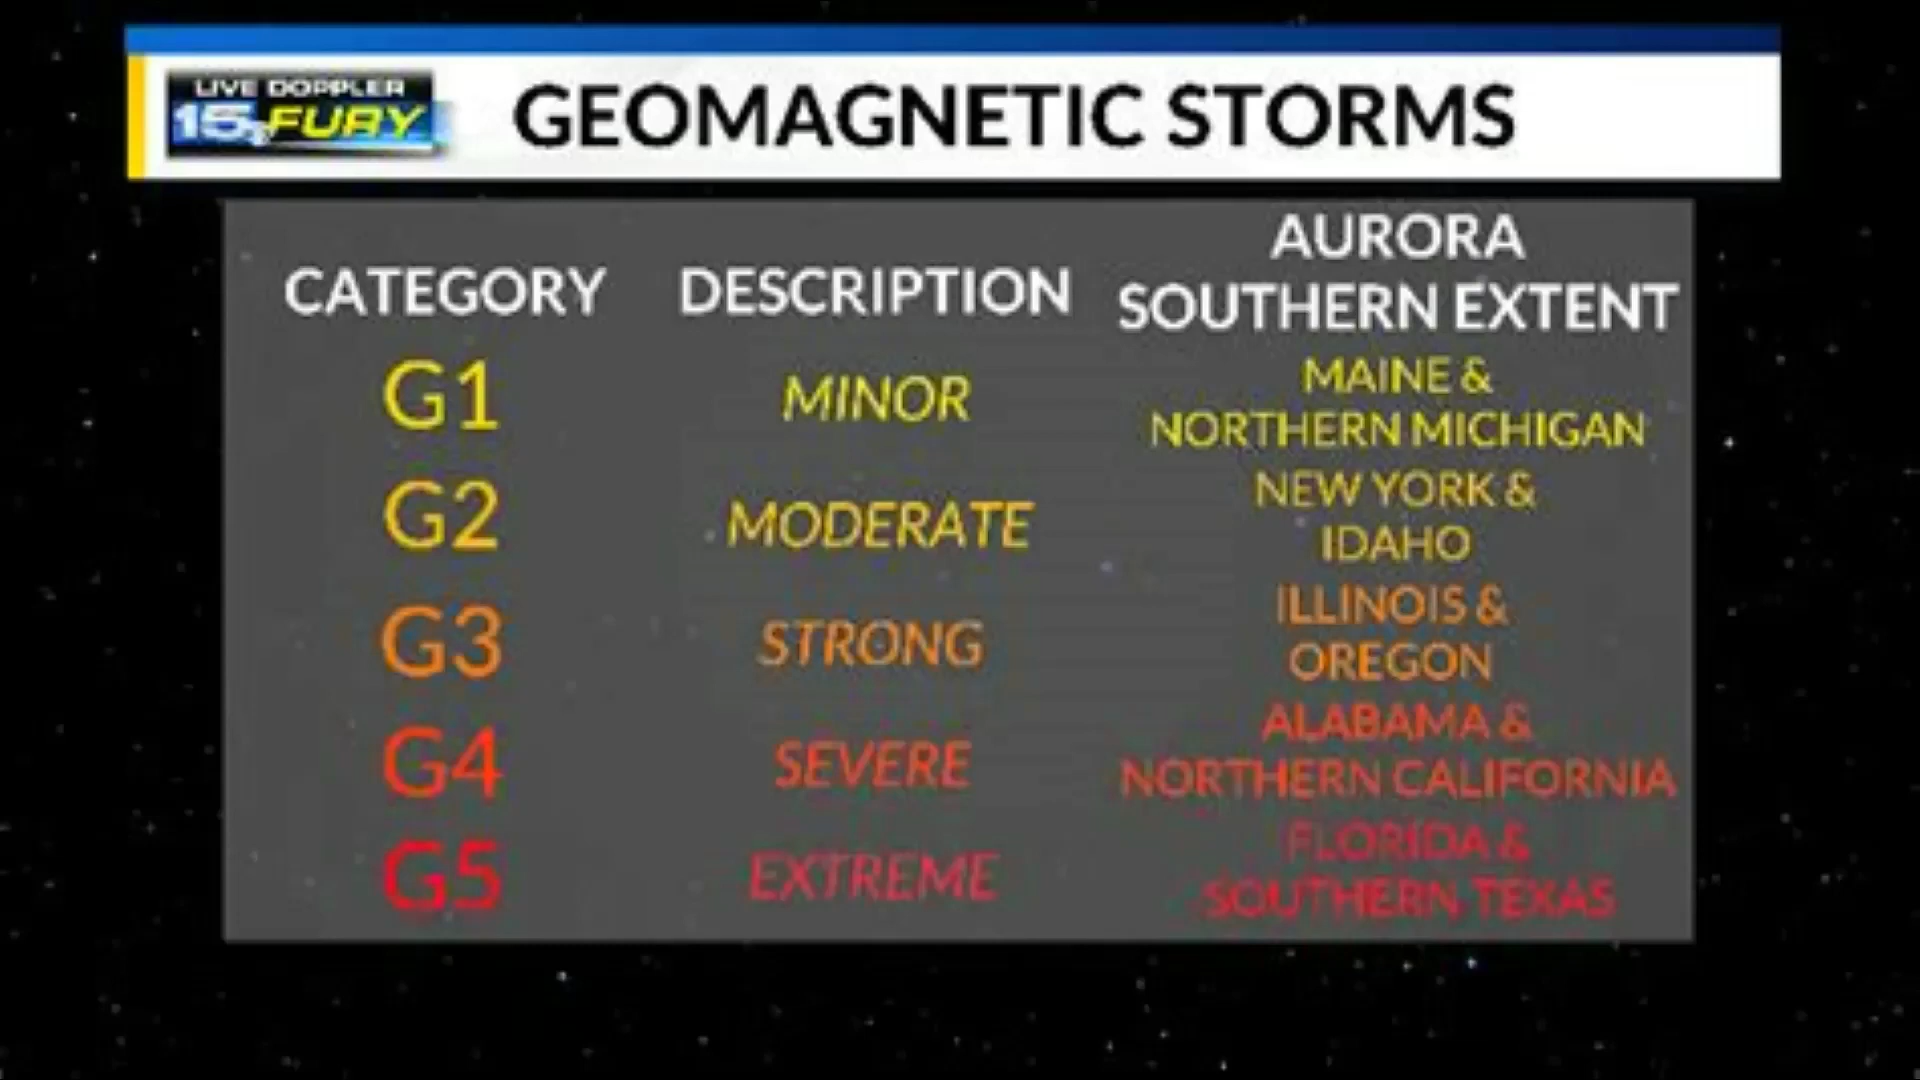 LIVE DOPPLER
15 FURY
GEOMAGNETIC STORMS
CATEGORY
DESCRIPTION
AURORA
SOUTHERN EXTENT
G1
MINOR
MAINE &
NORTHERN MICHIGAN
G2
MODERATE
NEW YORK &
IDAHO
G3
STRONG
ILLINOIS &
OREGON
G4
SEVERE
ALABAMA &
NORTHERN CALIFORNIA
G5
EXTREME
FLORIDA &
SOUTHERN TEXAS